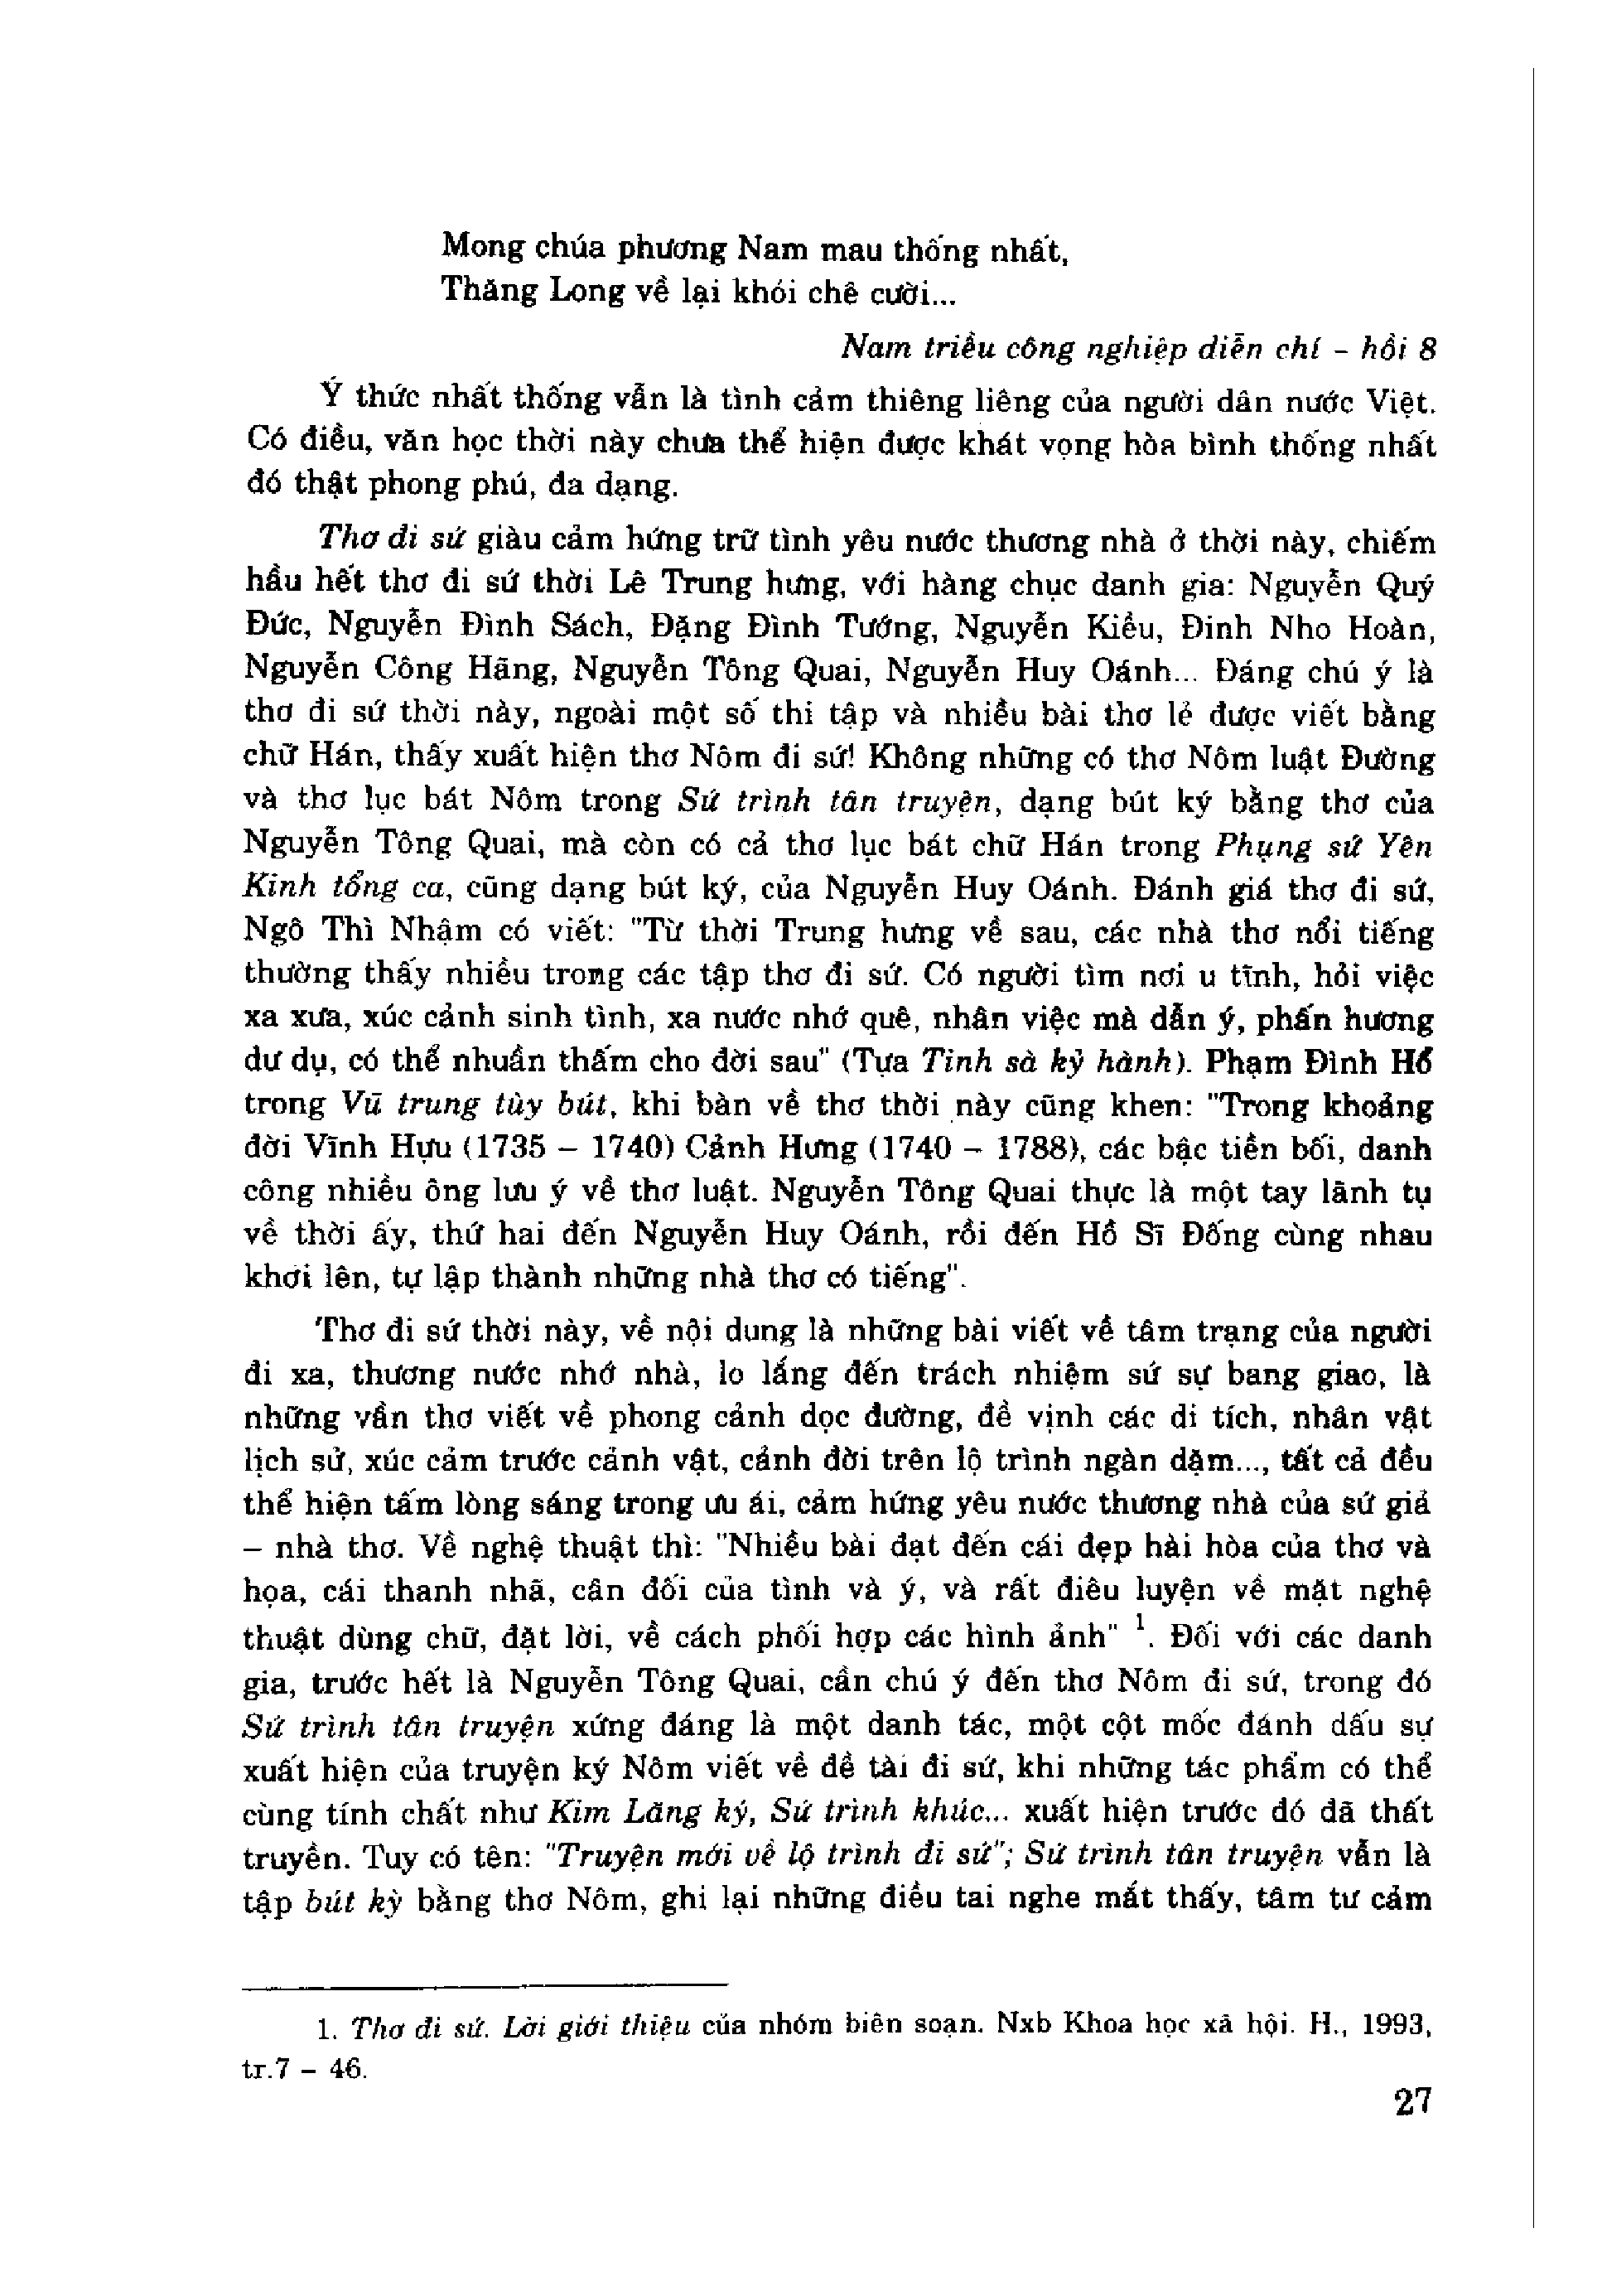 Mong chúa phương Nam mau thống nhất,
Thăng Long về lại khỏi chê cười...
Nam triều công nghiệp diễn chí – hồi 8
Ý thức nhất thống vẫn là tình cảm thiêng liêng của người dân nước Việt.
Có điều, văn học thời này chưa thể hiện được khát vọng hòa bình thống nhất
đó thật phong phú, đa dạng.
Thơ đi sứ giàu cảm hứng trữ tình yêu nước thương nhà ở thời này, chiếm
hầu hết thơ đi sứ thời Lê Trung hưng, với hàng chục danh gia: Nguyễn Quý
Đức, Nguyễn Đình Sách, Đặng Đình Tướng, Nguyễn Kiều, Đinh Nho Hoàn,
Nguyễn Công Hãng, Nguyễn Tông Quai, Nguyễn Huy Oánh... Đáng chú ý là
thơ đi sứ thời này, ngoài một số thi tập và nhiều bài thơ lẻ được viết bằng
chữ Hán, thấy xuất hiện thơ Nôm đi sứ! Không những có thơ Nôm luật Đường
và thơ lục bát Nôm trong Sứ trình tân truyện, dạng bút ký bằng thơ của
Nguyễn Tông Quai, mà còn có cả thơ lục bát chữ Hán trong Phụng sứ Yên
Kinh tổng ca, cũng dạng bút ký, của Nguyễn Huy Oánh. Đánh giá thơ đi sứ,
Ngô Thì Nhậm có viết: "Từ thời Trung hưng về sau, các nhà thơ nổi tiếng
thường thấy nhiều trong các tập thơ đi sứ. Có người tìm nơi u tĩnh, hỏi việc
xa xưa, xúc cảnh sinh tình, xa nước nhớ quê, nhân việc mà dẫn ý, phấn hương
dư dụ, có thể nhuần thấm cho đời sau" (Tựa Tinh sà kỷ hành). Phạm Đình Hổ
trong Vũ trung tùy bút, khi bàn về thơ thời này cũng khen: "Trong khoảng
đời Vĩnh Hựu (1735 – 1740) Cảnh Hưng (1740 – 1788), các bậc tiền bối, danh
công nhiều ông lưu ý về thơ luật. Nguyễn Tông Quai thực là một tay lãnh tụ
về thời ấy, thứ hai đến Nguyễn Huy Oánh, rồi đến Hồ Sĩ Đống cùng nhau
khơi lên, tự lập thành những nhà thơ có tiếng".
Thơ đi sứ thời này, về nội dung là những bài viết về tâm trạng của người
đi xa, thương nước nhớ nhà, lo lắng đến trách nhiệm sứ sự bang giao, là
những vần thơ viết về phong cảnh dọc đường, đề vịnh các di tích, nhân vật
lịch sử, xúc cảm trước cảnh vật, cảnh đời trên lộ trình ngàn dặm..., tất cả đều
thể hiện tấm lòng sáng trong ưu ái, cảm hứng yêu nước thương nhà của sứ giả
– nhà thơ. Về nghệ thuật thì: "Nhiều bài đạt đến cái đẹp hài hòa của thơ và
họa, cái thanh nhã, cân đối của tình và ý, và rất điêu luyện về mặt nghệ
thuật dùng chữ, đặt lời, về cách phối hợp các hình ảnh" 1. Đối với các danh
gia, trước hết là Nguyễn Tông Quai, cần chú ý đến thơ Nôm đi sứ, trong đó
Sứ trình tân truyện xứng đáng là một danh tác, một cột mốc đánh dấu sự
xuất hiện của truyện ký Nôm viết về đề tài đi sứ, khi những tác phẩm có thể
cùng tính chất như Kim Lăng ký, Sứ trình khúc... xuất hiện trước đó đã thất
truyền. Tuy có tên: "Truyện mới về lộ trình đi sứ"; Sứ trình tân truyện vẫn là
tập bút kỳ bằng thơ Nôm, ghi lại những điều tai nghe mắt thấy, tâm tư cảm
1. Thơ đi sứ. Lời giới thiệu của nhóm biên soạn. Nxb Khoa học xã hội. H., 1993,
tr.7 – 46.
27